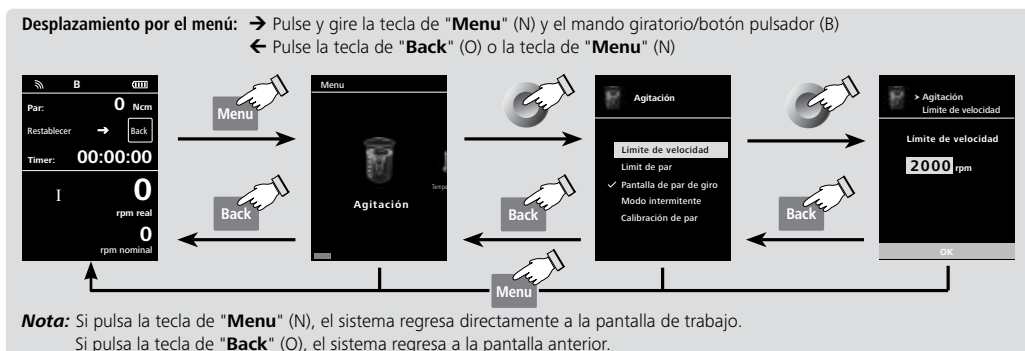 Desplazamiento por el menú: → Pulse y gire la tecla de "Menu" (N) y el mando giratorio/botón pulsador (B)
← Pulse la tecla de "Back" (O) o la tecla de "Menu" (N)
B
Par: 0 Ncm
Restablecer → Back
Timer: 00:00:00
I
0
rpm real
0
rpm nominal
Menu
Back
Menu
Agitación
Back
Agitación
Límite de velocidad
Limit de par
✓ Pantalla de par de giro
Modo intermitente
Calibración de par
Back
> Agitación
Límite de velocidad
Límite de velocidad
2000 rpm
OK
Menu
Nota: Si pulsa la tecla de "Menu" (N), el sistema regresa directamente a la pantalla de trabajo.
Si pulsa la tecla de "Back" (O), el sistema regresa a la pantalla anterior.